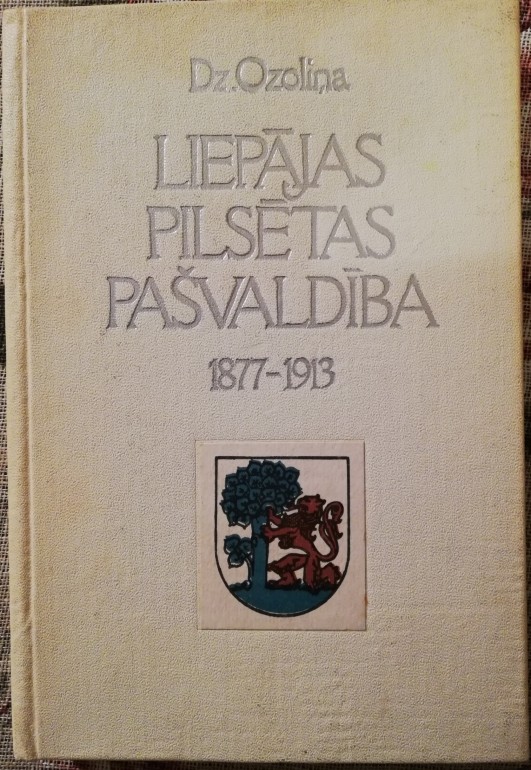 Dz.Ozoliņa
LIEPĀJAS
PILSĒTAS
PAŠVALDĪBA
1877-1913